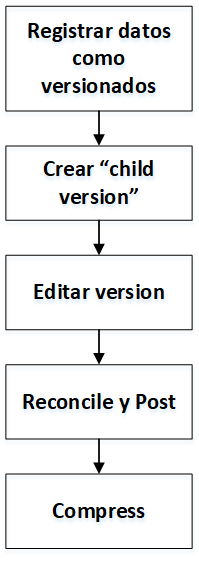 Registrar datos
como
versionados
Crear “child
version”
Editar version
Reconcile y Post
Compress